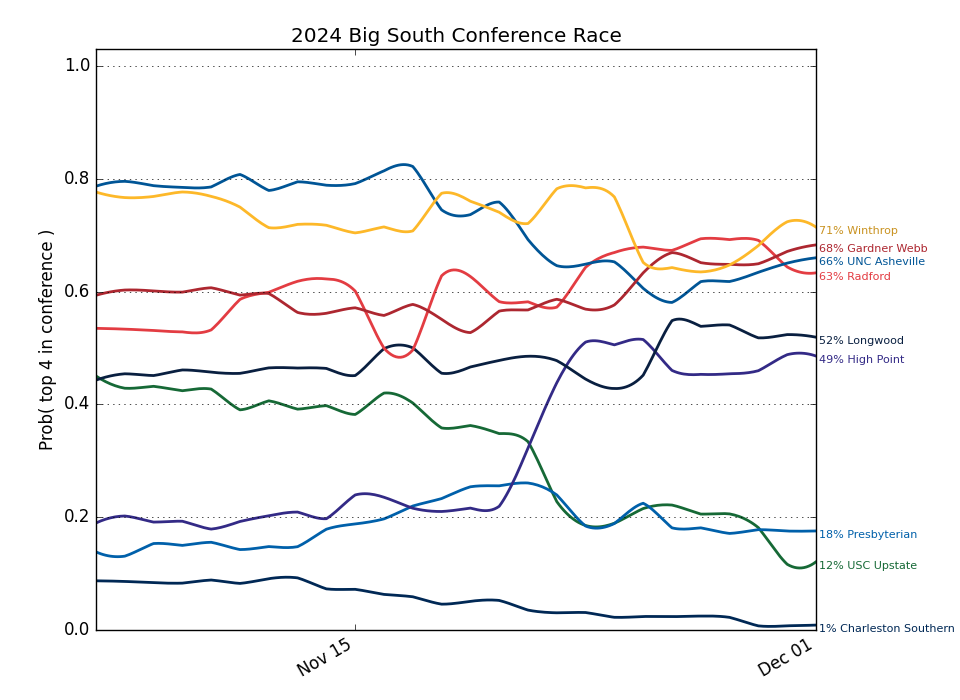 2024 Big South Conference Race
Prob( top 4 in conference )
1.0
0.8
0.6
0.4
0.2
0.0
Nov 15
Dec 01
71% Winthrop
68% Gardner Webb
66% UNC Asheville
63% Radford
52% Longwood
49% High Point
18% Presbyterian
12% USC Upstate
1% Charleston Southern